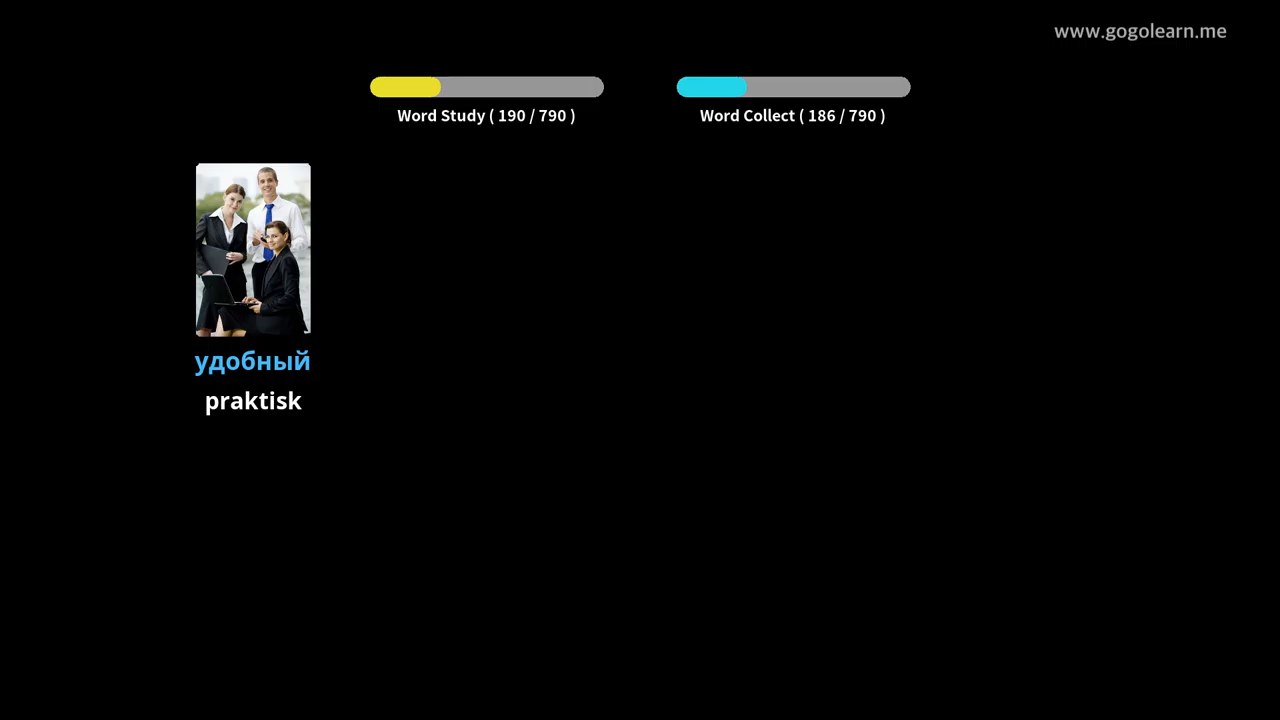 www.gogolearn.me
Word Study ( 190 / 790 )
Word Collect ( 186 / 790 )
удобный
praktisk